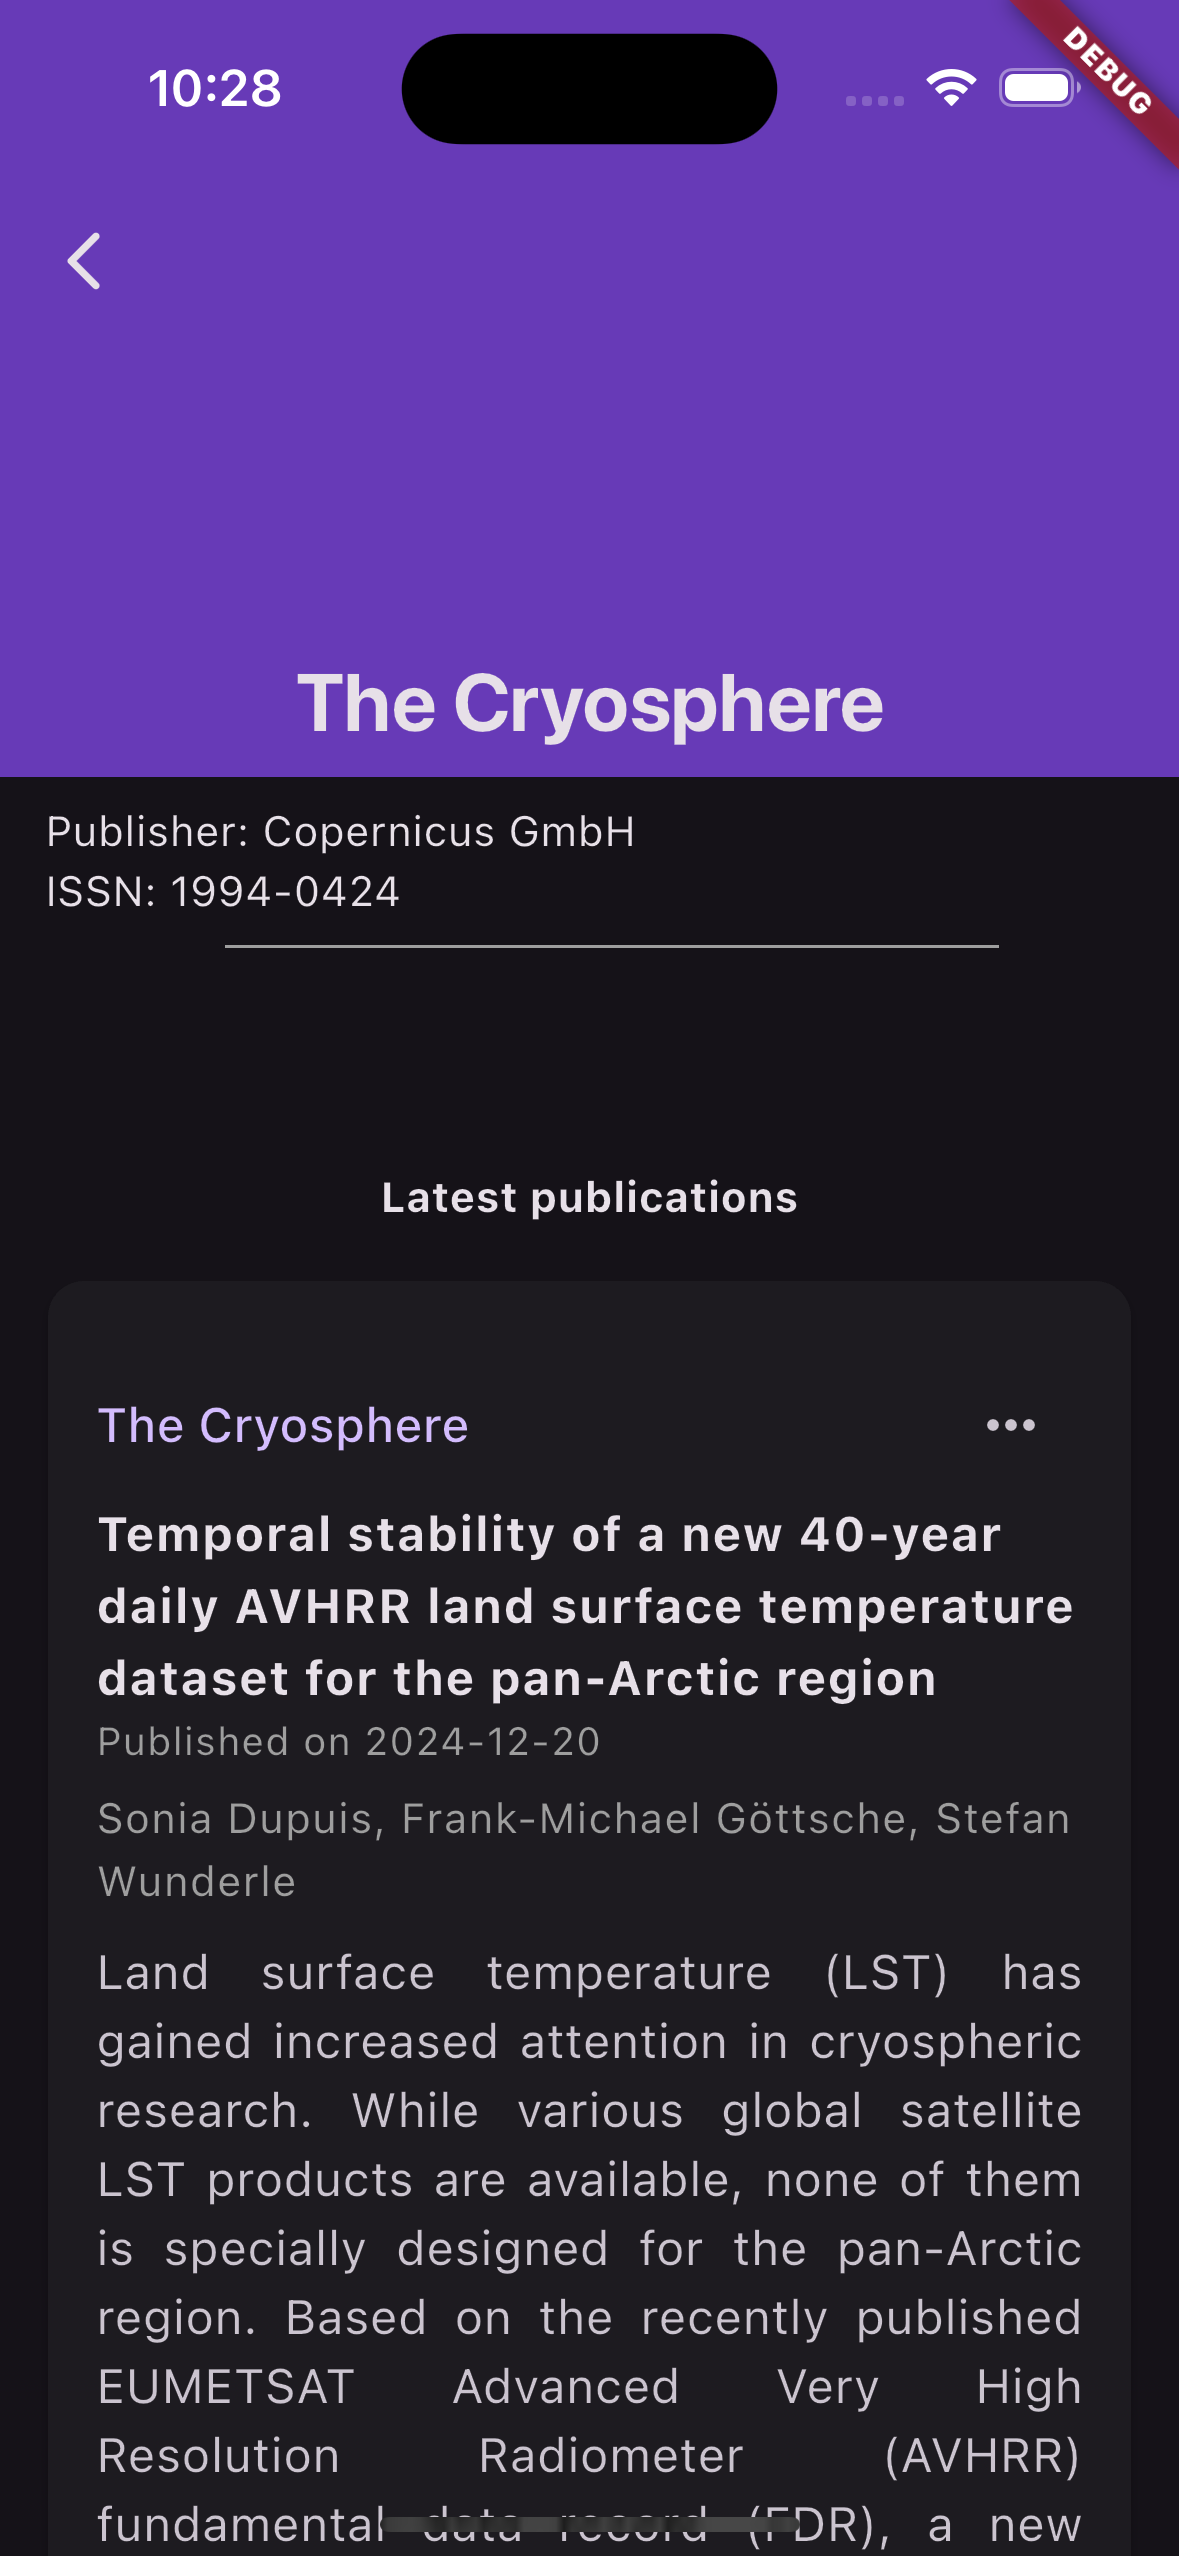 10:28
DEBUG
The Cryosphere
Publisher: Copernicus GmbH
ISSN: 1994-0424
Latest publications
The Cryosphere
Temporal stability of a new 40-year
daily AVHRR land surface temperature
dataset for the pan-Arctic region
Published on 2024-12-20
Sonia Dupuis, Frank-Michael Göttsche, Stefan
Wunderle
Land surface temperature (LST) has
gained increased attention in cryospheric
research. While various global satellite
LST products are available, none of them
is specially designed for the pan-Arctic
region. Based on the recently published
EUMETSAT Advanced Very High
Resolution Radiometer (AVHRR)
fundamental data record (FDR), a new